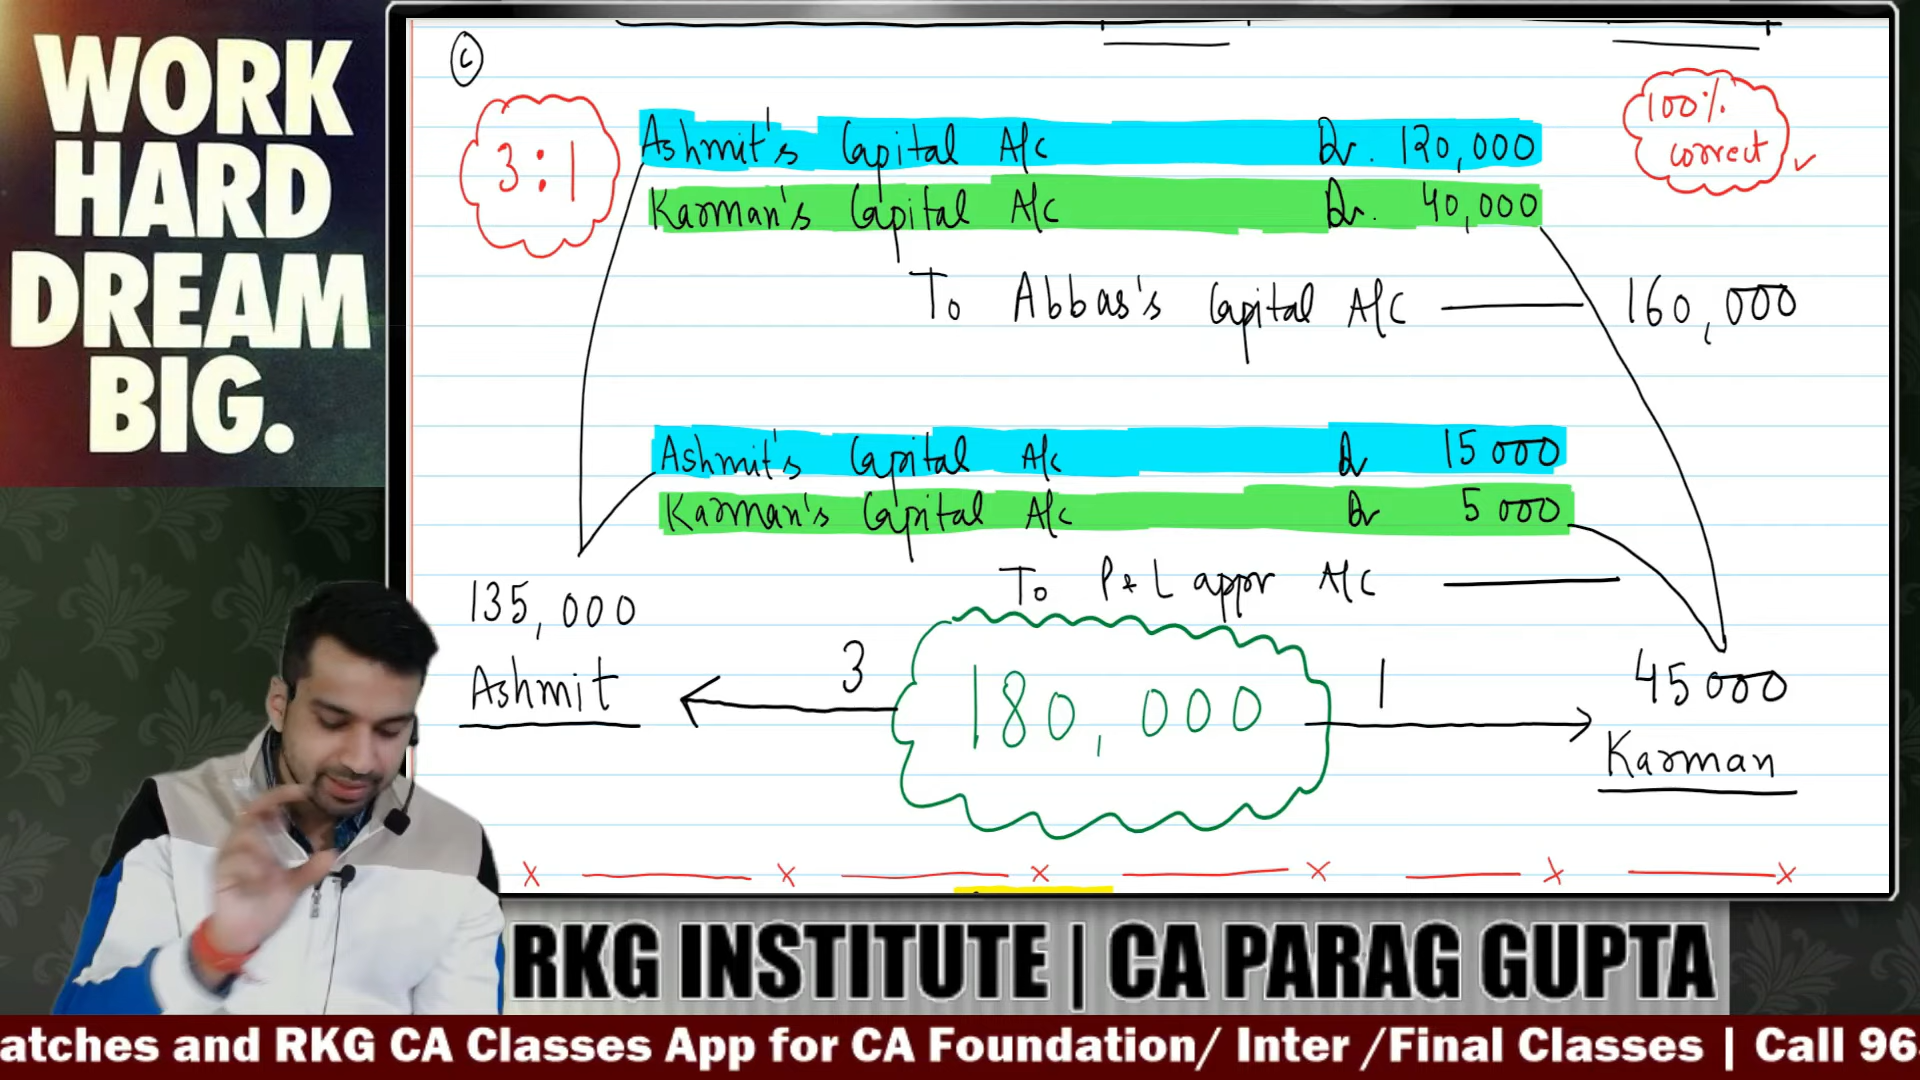 WORK
HARD
DREAM
BIG.
C
3:1
Ashmit's Capital A/c Dr. 120,000
Karman's Capital A/c Dr. 40,000
To Abbas's Capital A/C 160,000
100%
correct ✓
Ashmit's Capital A/c Dr 15000
Karman's Capital A/c Dr 5000
To P & L appr A/C
135,000
Ashmit
3
180,000
1
45000
Karman
x x x x x x
RKG INSTITUTE | CA PARAG GUPTA
atches and RKG CA Classes App for CA Foundation/ Inter /Final Classes | Call 96